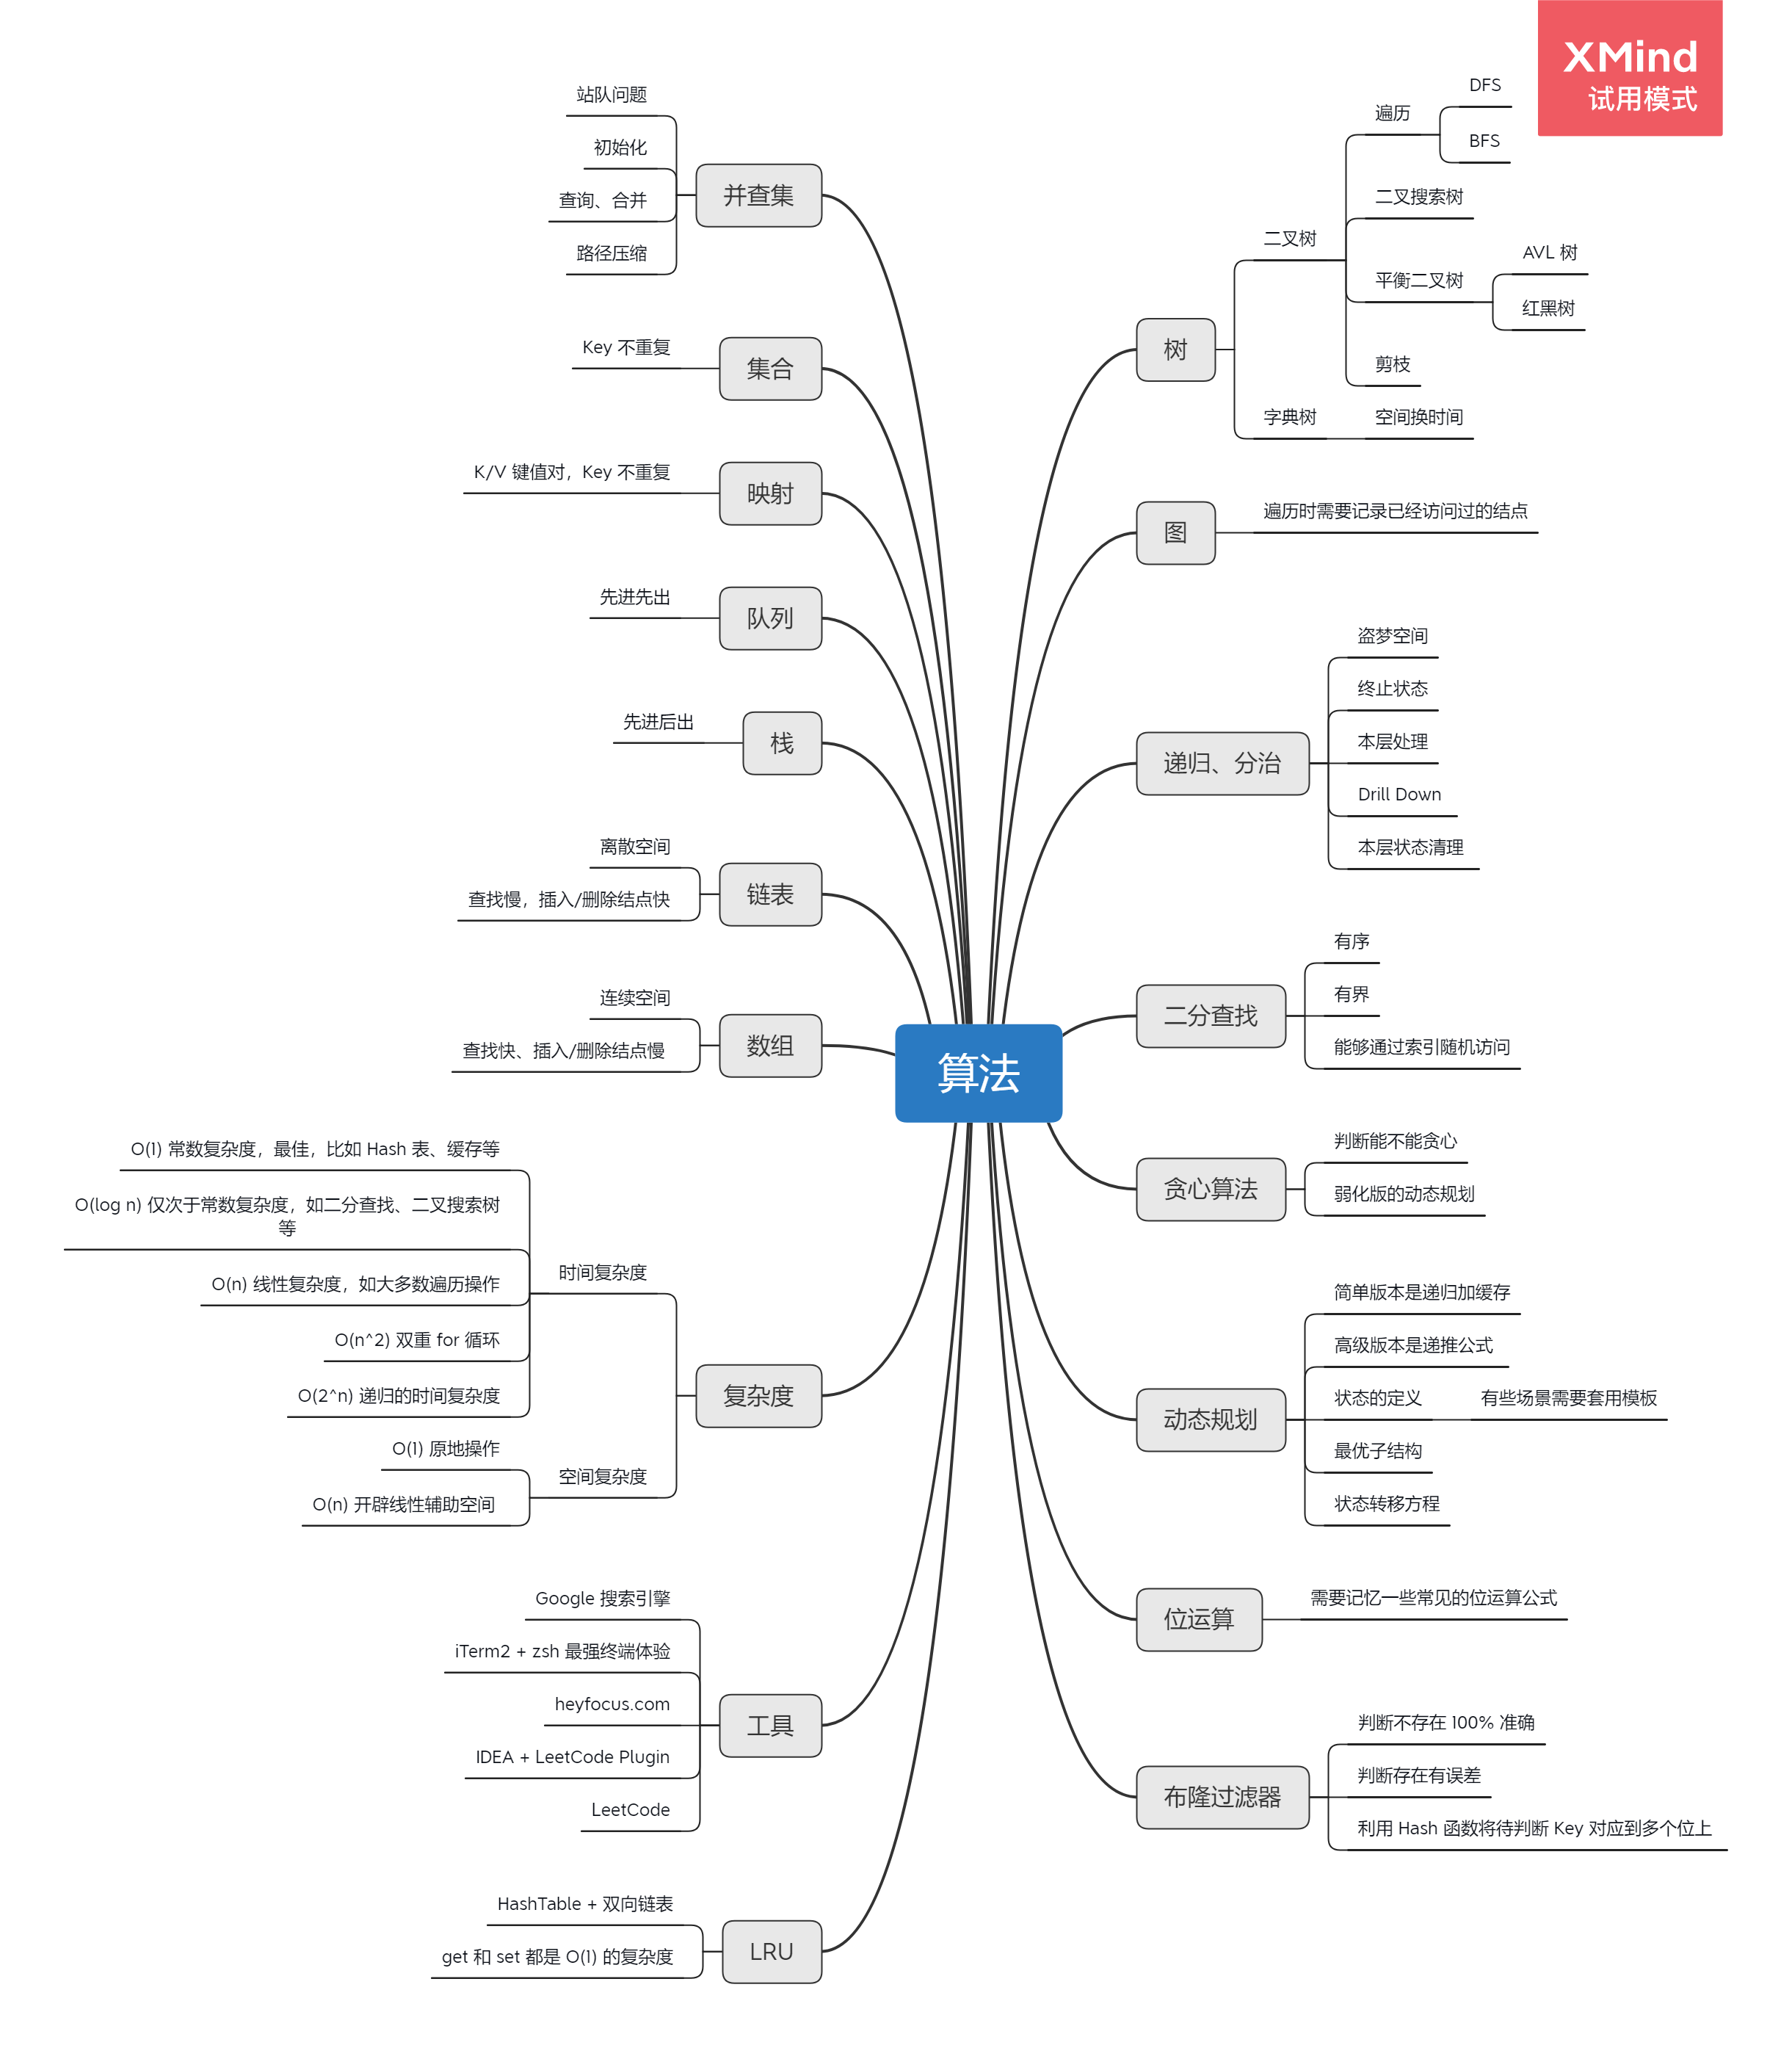 XMind
试用模式
算法
树
二叉树
遍历
DFS
BFS
二叉搜索树
平衡二叉树
AVL 树
红黑树
剪枝
字典树
空间换时间
图
遍历时需要记录已经访问过的结点
递归、分治
盗梦空间
终止状态
本层处理
Drill Down
本层状态清理
二分查找
有序
有界
能够通过索引随机访问
贪心算法
判断能不能贪心
弱化版的动态规划
动态规划
简单版本是递归加缓存
高级版本是递推公式
状态的定义
有些场景需要套用模板
最优子结构
状态转移方程
位运算
需要记忆一些常见的位运算公式
布隆过滤器
判断不存在 100% 准确
判断存在有误差
利用 Hash 函数将待判断 Key 对应到多个位上
并查集
站队问题
初始化
查询、合并
路径压缩
集合
Key 不重复
映射
K/V 键值对，Key 不重复
队列
先进先出
栈
先进后出
链表
离散空间
查找慢，插入/删除结点快
数组
连续空间
查找快、插入/删除结点慢
复杂度
时间复杂度
O(1) 常数复杂度，最佳，比如 Hash 表、缓存等
O(log n) 仅次于常数复杂度，如二分查找、二叉搜索树
等
O(n) 线性复杂度，如大多数遍历操作
O(n^2) 双重 for 循环
O(2^n) 递归的时间复杂度
空间复杂度
O(1) 原地操作
O(n) 开辟线性辅助空间
工具
Google 搜索引擎
iTerm2 + zsh 最强终端体验
heyfocus.com
IDEA + LeetCode Plugin
LeetCode
LRU
HashTable + 双向链表
get 和 set 都是 O(1) 的复杂度